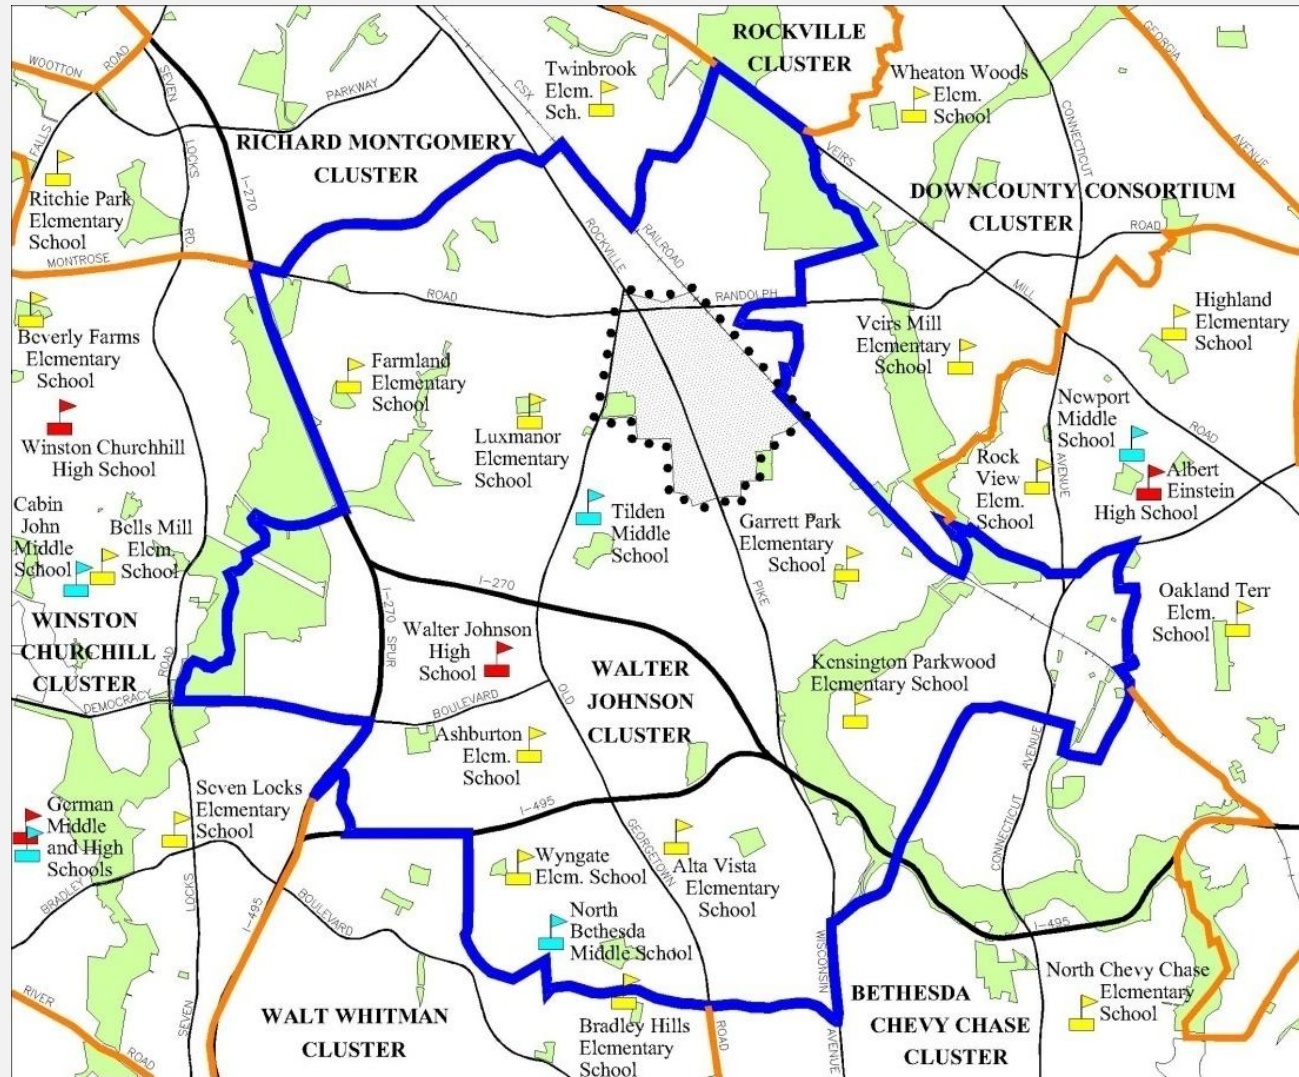 ROCKVILLE
CLUSTER
WOOTTON
ROAD
SEVEN
PARKWAY
CSX
GEORGIA
AVENUE
Twinbrook
Elem.
Sch.
Wheaton Woods
Elem.
School
CONNECTICUT
AVENUE
FALLS
LOCKS
RD.
I-270
RICHARD MONTGOMERY
CLUSTER
VEIRS
DOWNCOUNTY CONSORTIUM
CLUSTER
ROAD
Ritchie Park
Elementary
School
MONTROSE
ROAD
ROCKVILLE
RAILROAD
RANDOLPH
MILL
Beverly Farms
Elementary
School
Farmland
Elementary
School
Veirs Mill
Elementary
School
Highland
Elementary
School
Winston Churchhill
High School
Luxmanor
Elementary
School
Newport
Middle
School
ROAD
Rock
View
Elem.
School
Albert
Einstein
High School
Cabin
John
Middle
School
Bells Mill
Elem.
School
Tilden
Middle
School
Garrett Park
Elementary
School
I-270
PIKE
I-270 SPUR
Oakland Terr
Elem.
School
WINSTON
CHURCHILL
CLUSTER
ROAD
Walter Johnson
High
School
WALTER
JOHNSON
CLUSTER
Kensington Parkwood
Elementary School
DEMOCRACY
BOULEVARD
OLD
Ashburton
Elem.
School
AVENUE
German
Middle
and High
Schools
Seven Locks
Elementary
School
I-495
GEORGETOWN
CONNECTICUT
Wyngate
Elem. School
Alta Vista
Elementary
School
BRADLEY
LOCKS
BOULEVARD
I-495
North
Bethesda
Middle School
WISCONSIN
I-495
RIVER
ROAD
SEVEN
WALT WHITMAN
CLUSTER
Bradley Hills
Elementary
School
ROAD
AVENUE
BETHESDA
CHEVY CHASE
CLUSTER
North Chevy Chase
Elementary
School